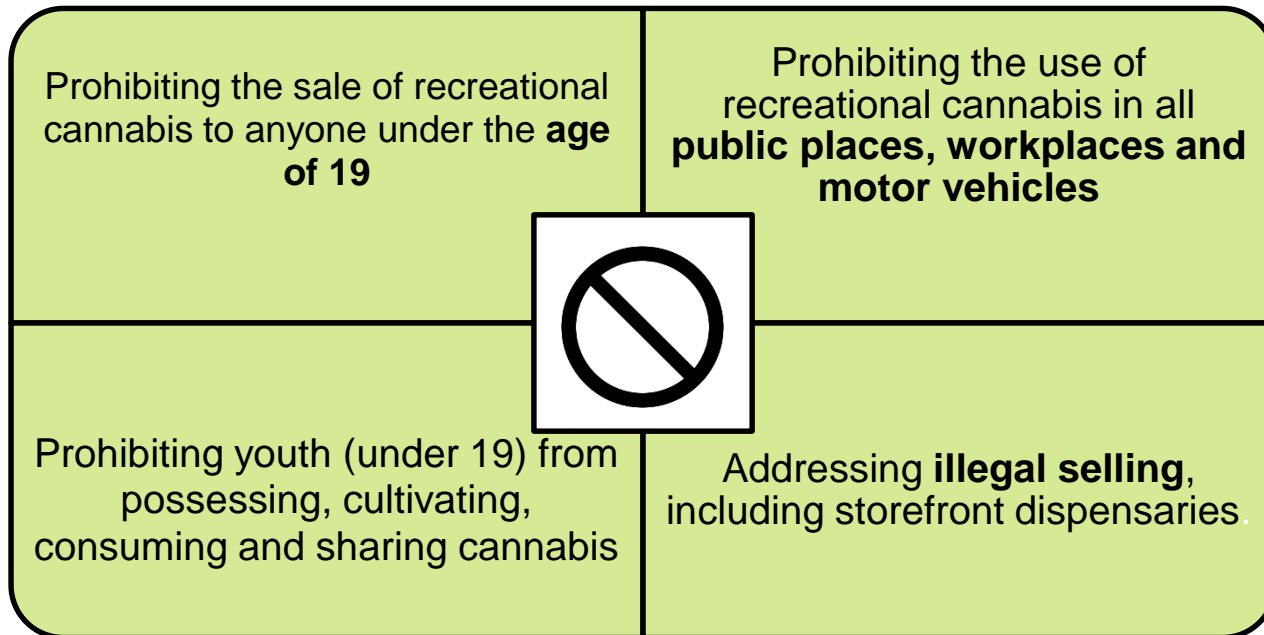 Prohibiting the sale of recreational
cannabis to anyone under the age
of 19
Prohibiting the use of
recreational cannabis in all
public places, workplaces and
motor vehicles
Prohibiting youth (under 19) from
possessing, cultivating,
consuming and sharing cannabis
Addressing illegal selling,
including storefront dispensaries.